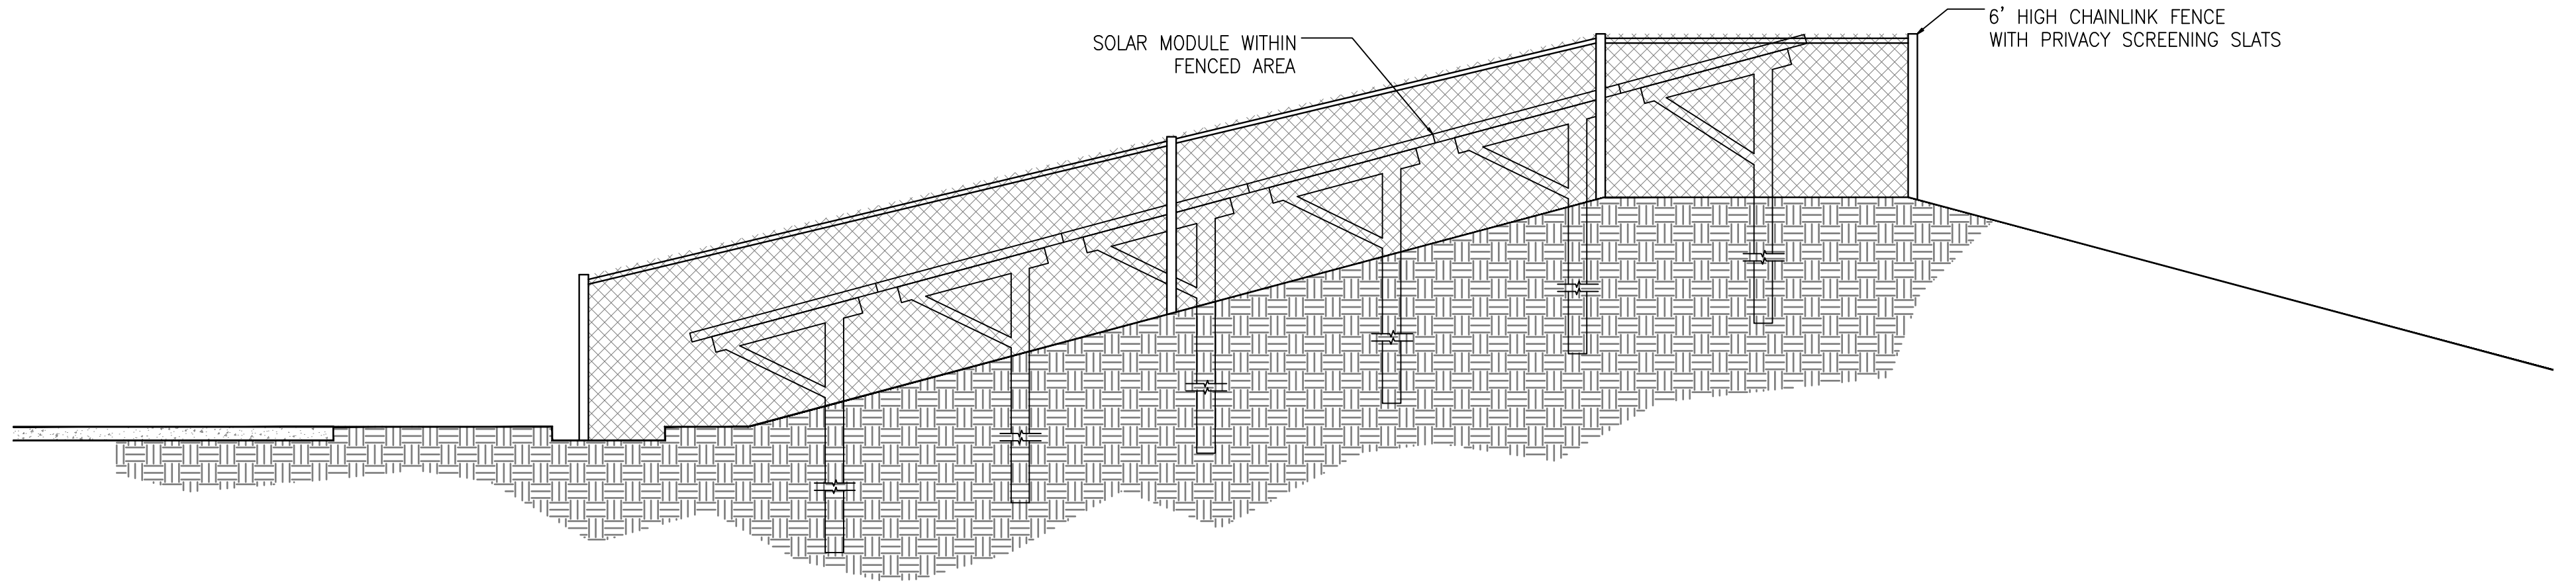 SOLAR MODULE WITHIN
FENCED AREA
6' HIGH CHAINLINK FENCE
WITH PRIVACY SCREENING SLATS